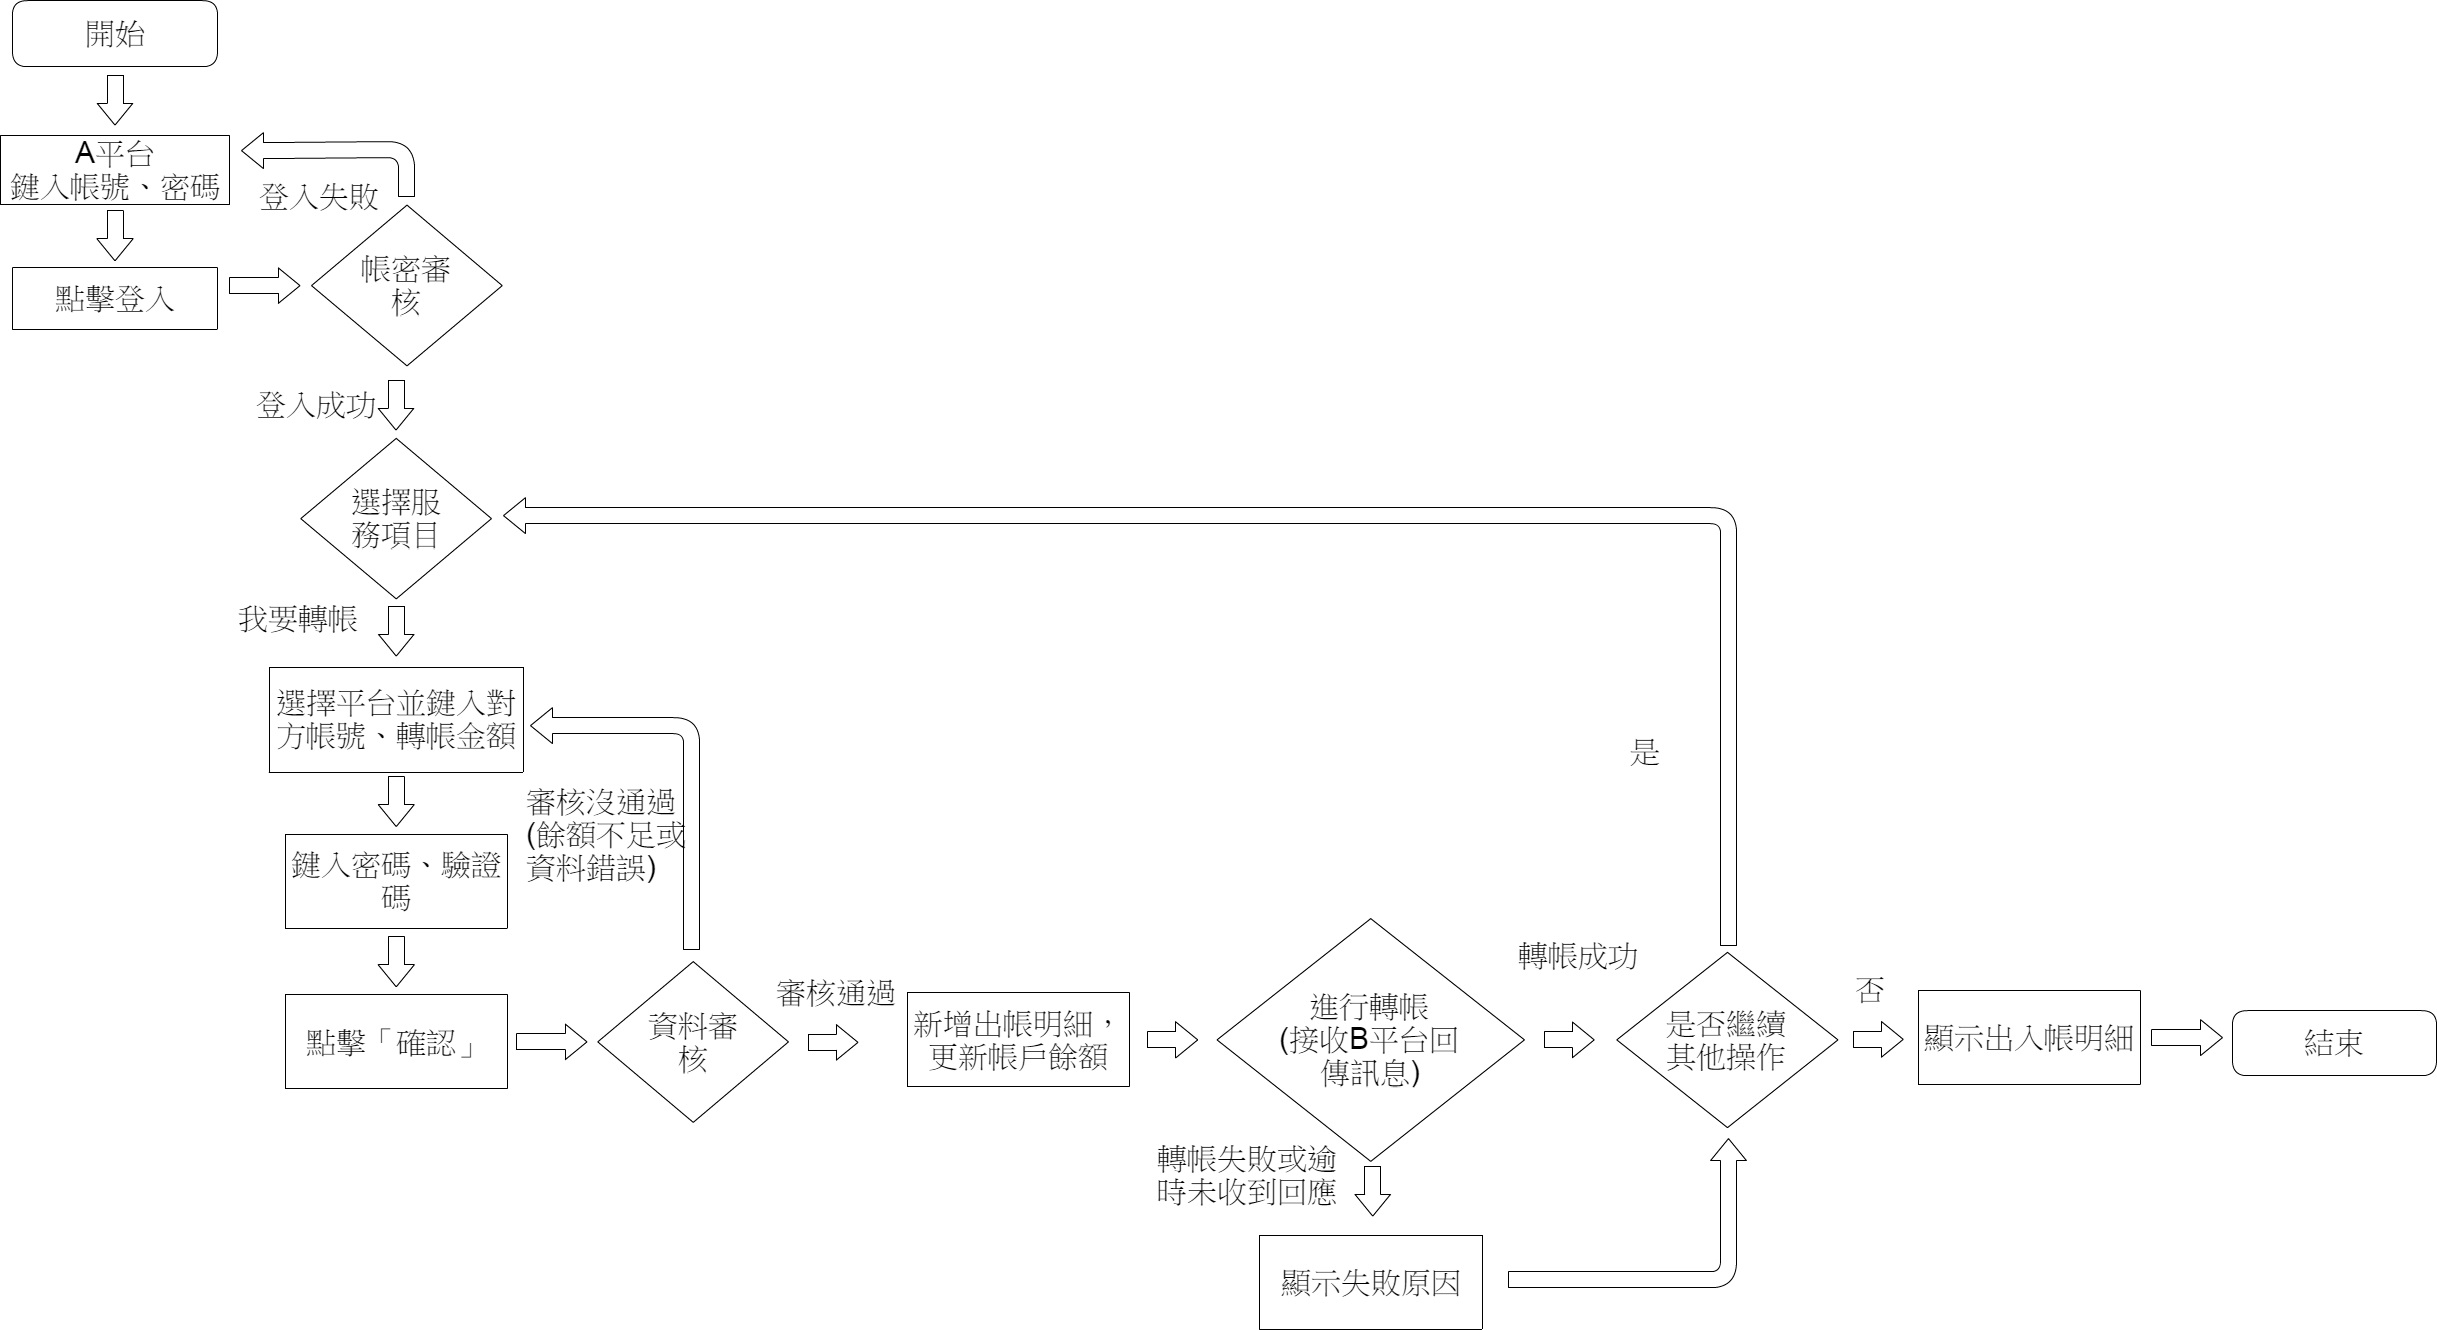 開始
A平台
鍵入帳號、密碼
登入失敗
帳密審
核
點擊登入
登入成功
選擇服
務項目
我要轉帳
選擇平台並鍵入對
方帳號、轉帳金額
是
審核沒通過
(餘額不足或
資料錯誤)
鍵入密碼、驗證
碼
點擊「確認」
資料審
核
審核通過
新增出帳明細，
更新帳戶餘額
進行轉帳
(接收B平台回
傳訊息)
轉帳成功
是否繼續
其他操作
否
顯示出入帳明細
結束
轉帳失敗或逾
時未收到回應
顯示失敗原因